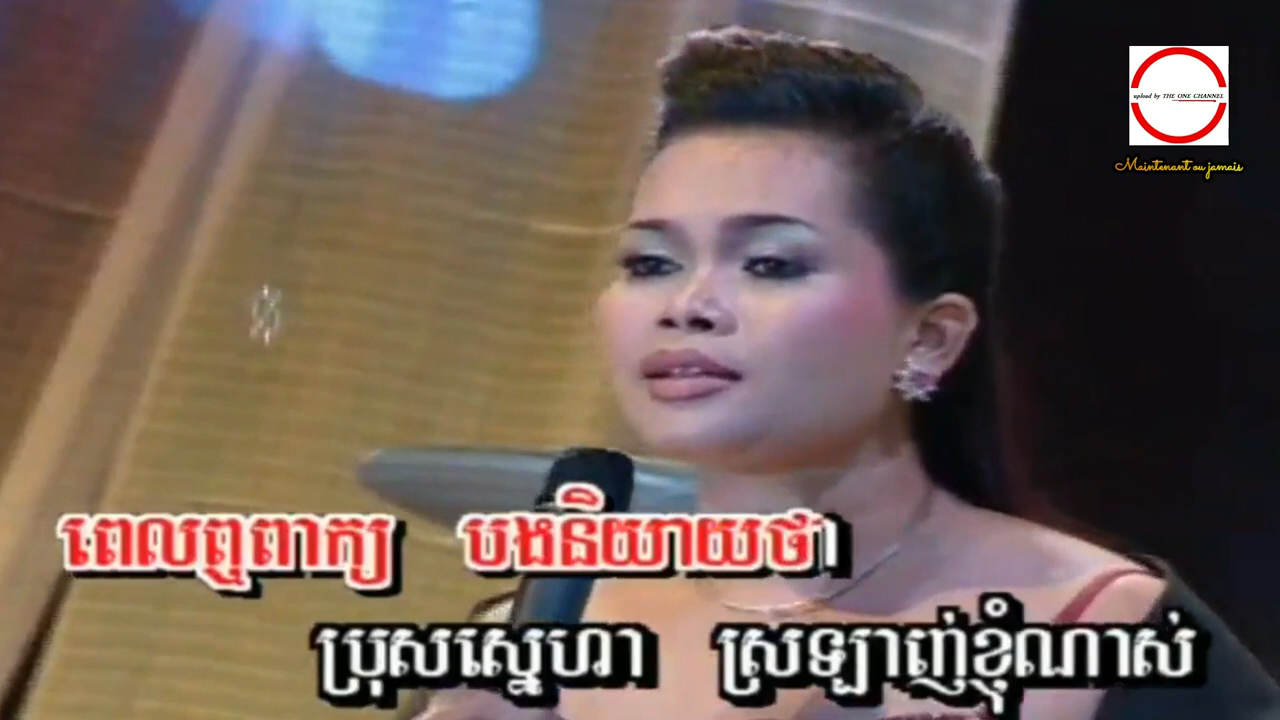 upload by THE ONE CHANNEL
Maintenant ou jamais
ពេលឮពាក្យ បងនិយាយថា
ប្រុសស្នេហា ស្រឡាញ់ខ្ញុំណាស់